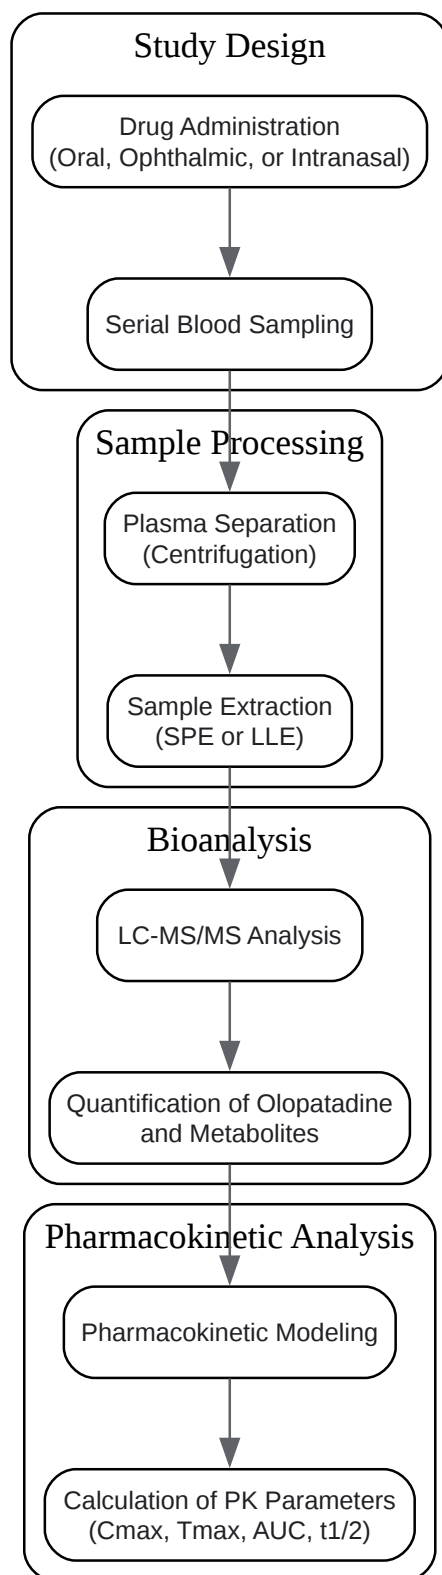 Study Design
Drug Administration
(Oral, Ophthalmic, or Intranasal)
Serial Blood Sampling
Sample Processing
Plasma Separation
(Centrifugation)
Sample Extraction
(SPE or LLE)
Bioanalysis
LC-MS/MS Analysis
Quantification of Olopatadine
and Metabolites
Pharmacokinetic Analysis
Pharmacokinetic Modeling
Calculation of PK Parameters
(Cmax, Tmax, AUC, t1/2)